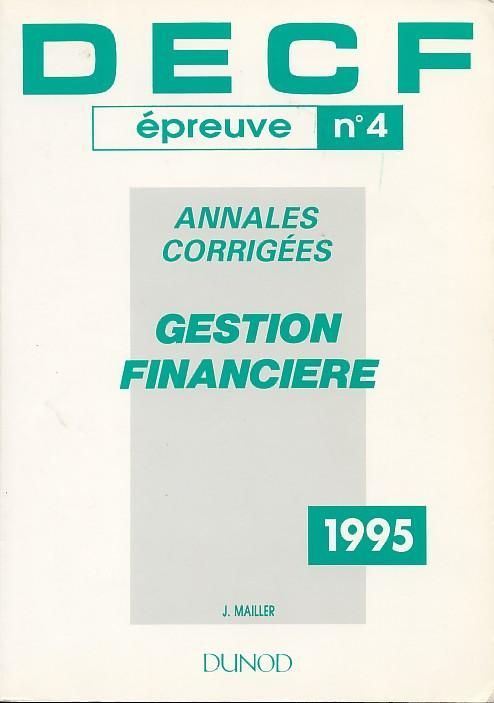 DECF
épreuve n°4
ANNALES
CORRIGÉES
GESTION
FINANCIERE
1995
J. MAILLER
DUNOD